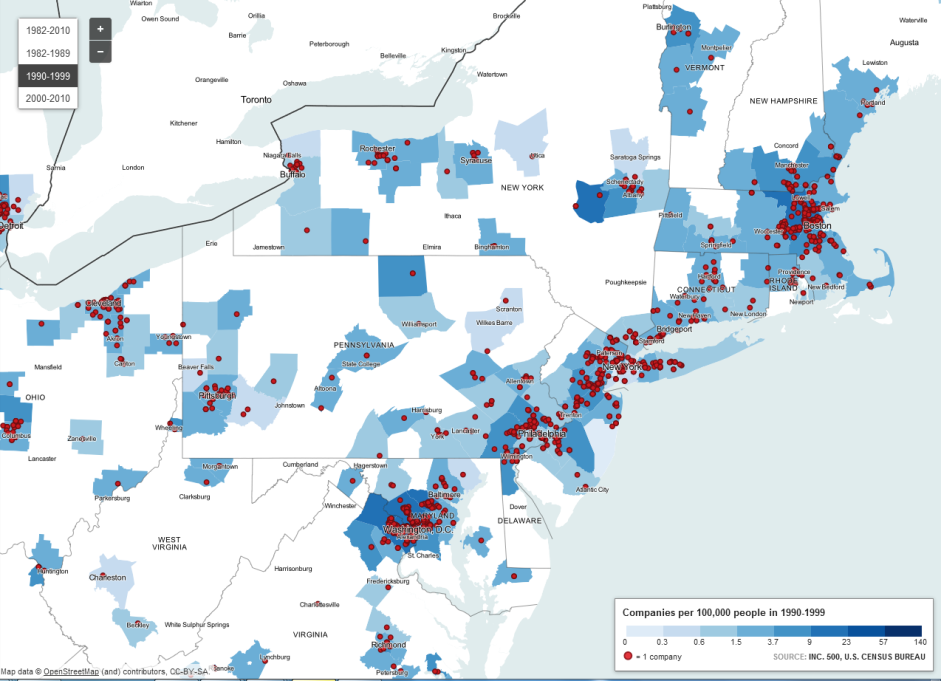 Wiarton
Owen Sound
Orillia
Barrie
Brockville
Plattsburg
Waterville
1982-2010
1982-1989
1990-1999
2000-2010
+
−
Peterborough
Belleville
Kingston
Burlington
Montpelier
Augusta
Orangeville
Oshawa
Watertown
VERMONT
Lewiston
Toronto
NEW HAMPSHIRE
Portland
Kitchener
Hamilton
Concord
Sarnia
London
Niagara Falls
Rochester
Syracuse
Utica
Saratoga Springs
Manchester
Buffalo
Schenectady
Albany
NEW YORK
Lowell
Salem
Detroit
Ithaca
Pittsfield
Worcester
Boston
Erie
Jamestown
Elmira
Binghamton
Springfield
Poughkeepsie
Hartford
Providence
CONNECTICUT
RHODE
ISLAND
New Bedford
Waterbury
Newport
Cleveland
Scranton
New Haven
New London
Williamsport
Wilkes Barre
Bridgeport
Akron
Youngstown
PENNSYLVANIA
Stamford
Paterson
Canton
Mansfield
Beaver Falls
State College
New York
Altoona
Allentown
OHIO
Pittsburgh
Johnstown
Harrisburg
Trenton
Columbus
Zanesville
Wheeling
York
Lancaster
Philadelphia
Lancaster
Wilmington
Morgantown
Cumberland
Hagerstown
Parkersburg
Clarksburg
Baltimore
Atlantic City
Winchester
MARYLAND
Dover
DELAWARE
Washington, D.C.
Alexandria
WEST
VIRGINIA
St. Charles
Huntington
Charleston
Harrisonburg
Fredericksburg
Charlottesville
Beckley
White Sulphur Springs
VIRGINIA
Richmond
Lynchburg
Petersburg
Map data © OpenStreetMap (and) contributors, CC-BY-SA.
Companies per 100,000 people in 1990-1999
0 0.3 0.6 1.5 3.7 9 23 57 140
= 1 company
SOURCE: INC. 500, U.S. CENSUS BUREAU